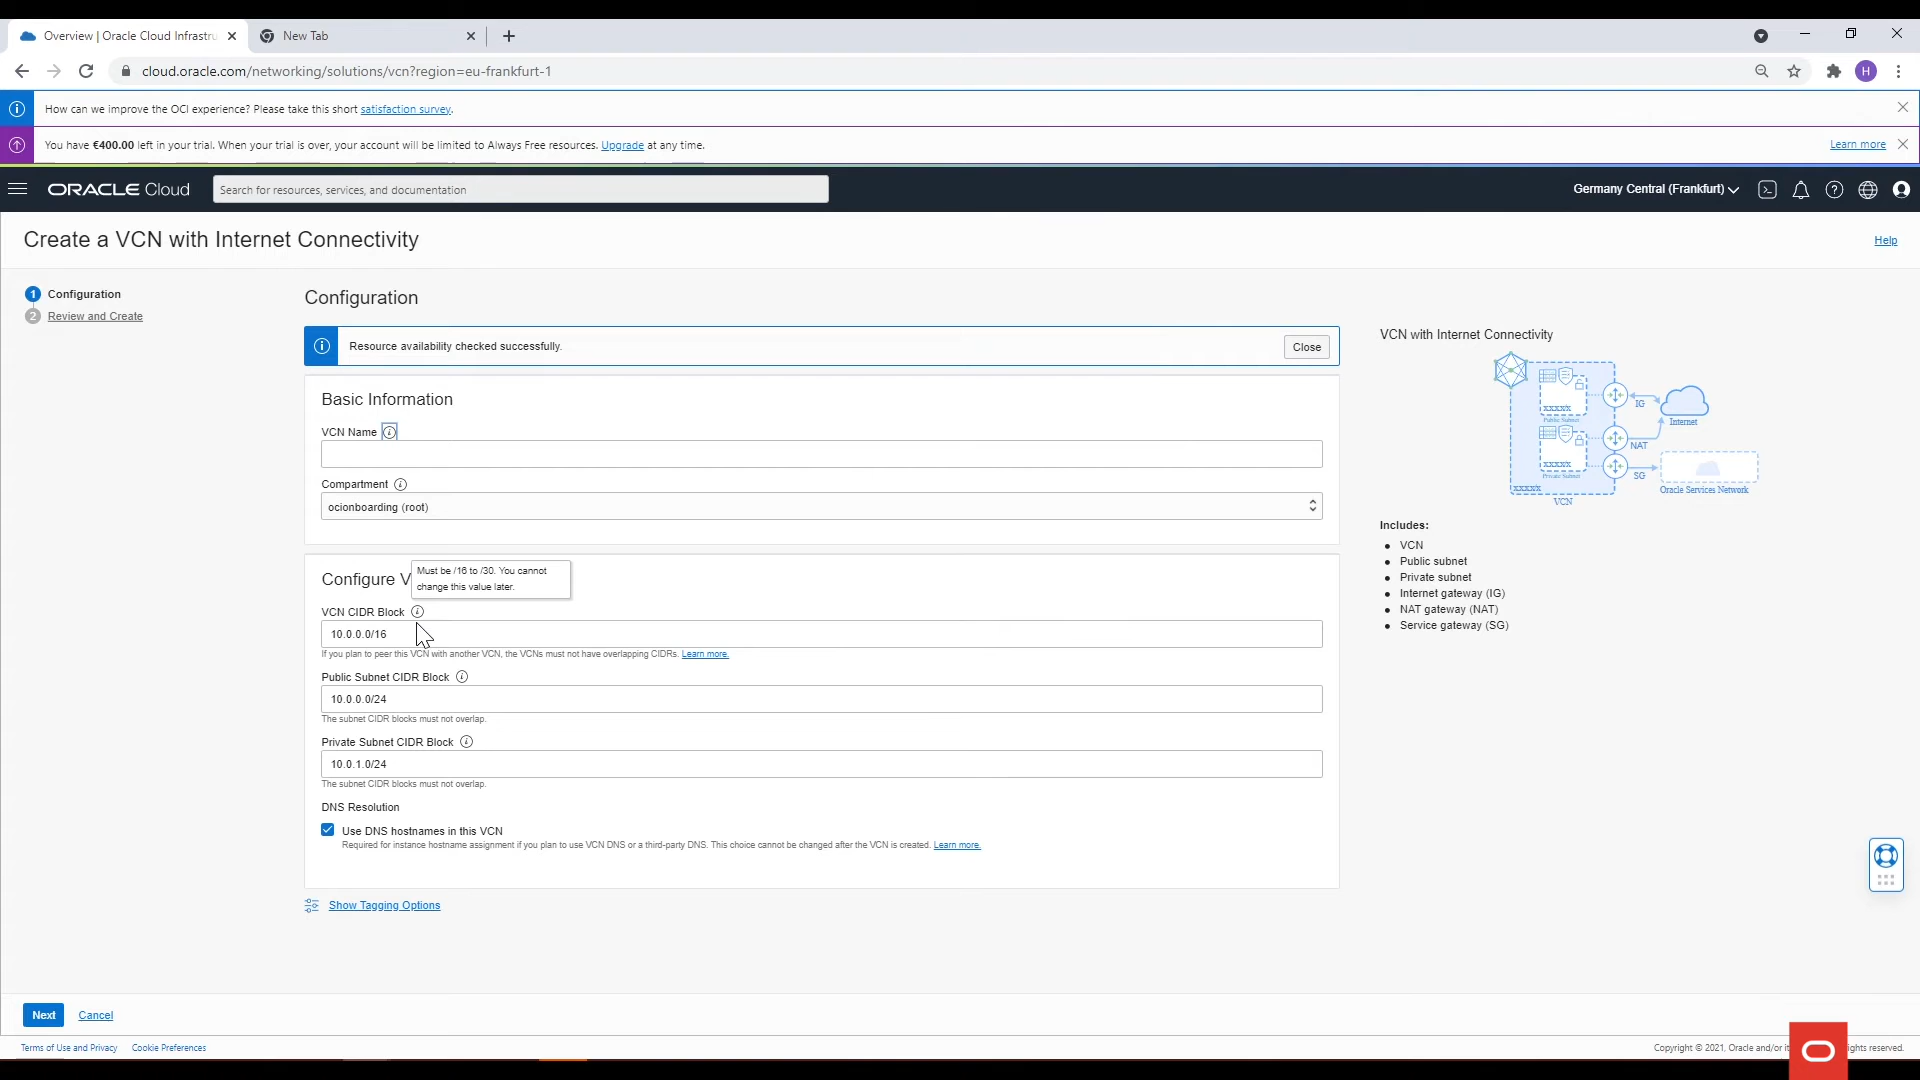 Overview | Oracle Cloud Infrastru
New Tab
cloud.oracle.com/networking/solutions/vcn?region=eu-frankfurt-1
H
How can we improve the OCI experience? Please take this short satisfaction survey.
You have €400.00 left in your trial. When your trial is over, your account will be limited to Always Free resources. Upgrade at any time.
Learn more
ORACLE Cloud
Search for resources, services, and documentation
Germany Central (Frankfurt)
Create a VCN with Internet Connectivity
Help
1 Configuration
2 Review and Create
Configuration
Resource availability checked successfully.
Close
Basic Information
VCN Name
Compartment
ocionboarding (root)
Configure V
Must be /16 to /30. You cannot
change this value later.
VCN CIDR Block
10.0.0.0/16
If you plan to peer this VCN with another VCN, the VCNs must not have overlapping CIDRs. Learn more.
Public Subnet CIDR Block
10.0.0.0/24
The subnet CIDR blocks must not overlap.
Private Subnet CIDR Block
10.0.1.0/24
The subnet CIDR blocks must not overlap.
DNS Resolution
Use DNS hostnames in this VCN
Required for instance hostname assignment if you plan to use VCN DNS or a third-party DNS. This choice cannot be changed after the VCN is created. Learn more.
Show Tagging Options
VCN with Internet Connectivity
XXXX/X
Public Subnet
IG
Internet
NAT
XXXX/X
Private Subnet
SG
XXXX/X
Oracle Services Network
VCN
Includes:
VCN
Public subnet
Private subnet
Internet gateway (IG)
NAT gateway (NAT)
Service gateway (SG)
Next
Cancel
Terms of Use and Privacy
Cookie Preferences
Copyright © 2021, Oracle and/or it
ights reserved.